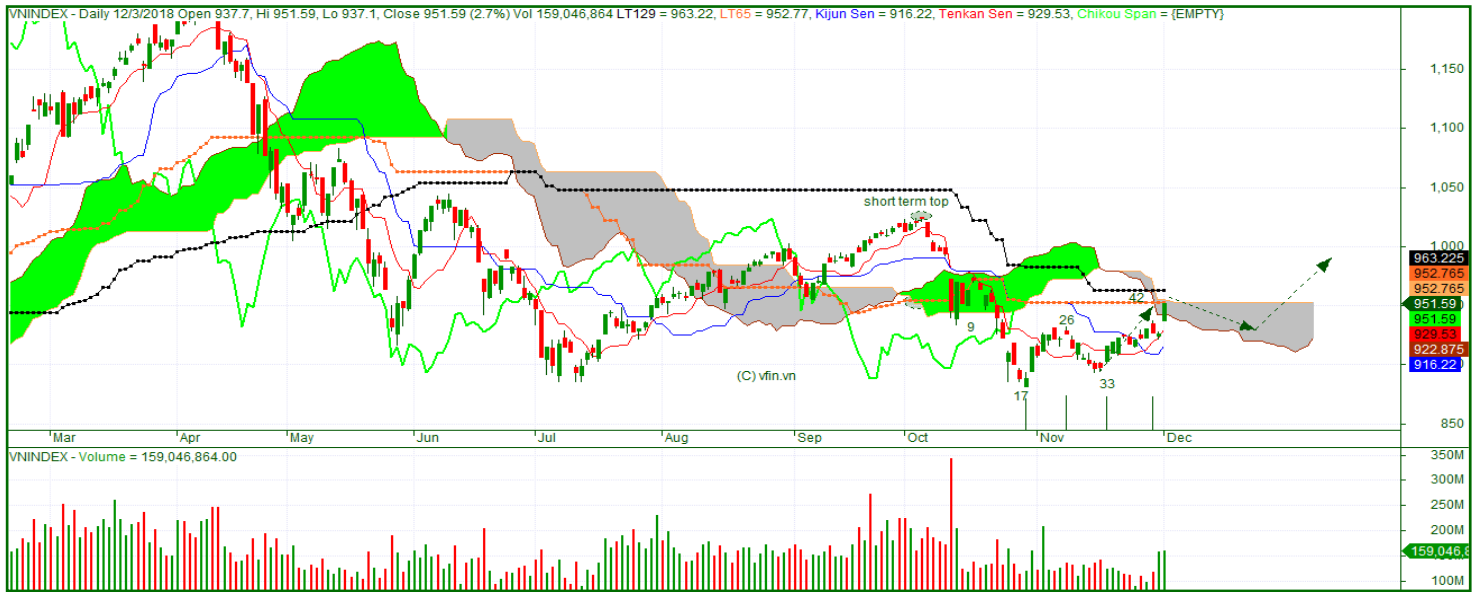 VNINDEX - Daily 12/3/2018 Open 937.7, Hi 951.59, Lo 937.1, Close 951.59 (2.7%) Vol 159,046,864 LT129 = 963.22, LT65 = 952.77, Kijun Sen = 916.22, Tenkan Sen = 929.53, Chikou Span = {EMPTY}
1,150
1,100
1,050
short term top
1,000
963.225
952.765
952.765
42
951.59
951.59
26
9
929.53
922.875
916.22
(C) vfin.vn
33
17
850
Mar Apr May Jun Jul Aug Sep Oct Nov Dec
VNINDEX - Volume = 159,046,864.00
350M
300M
250M
200M
159,046,8
100M